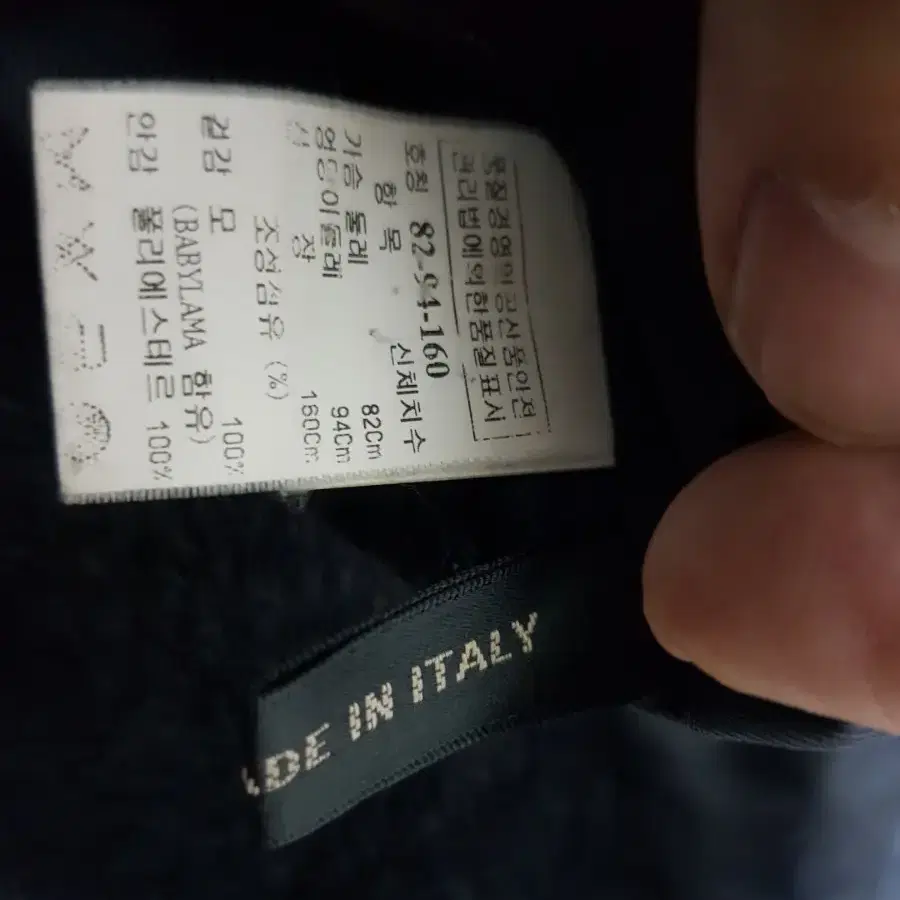 품질경영및공산품안전
관리법에의한품질표시
호칭 82-94-160
항목 신체치수
가슴 둘레 82Cm
엉덩이둘레 94Cm
신 장 160Cm
조성섬유 (%)
겉감 모 100%
(BABYLAMA 함유)
안감 폴리에스테르 100%
DE IN ITALY